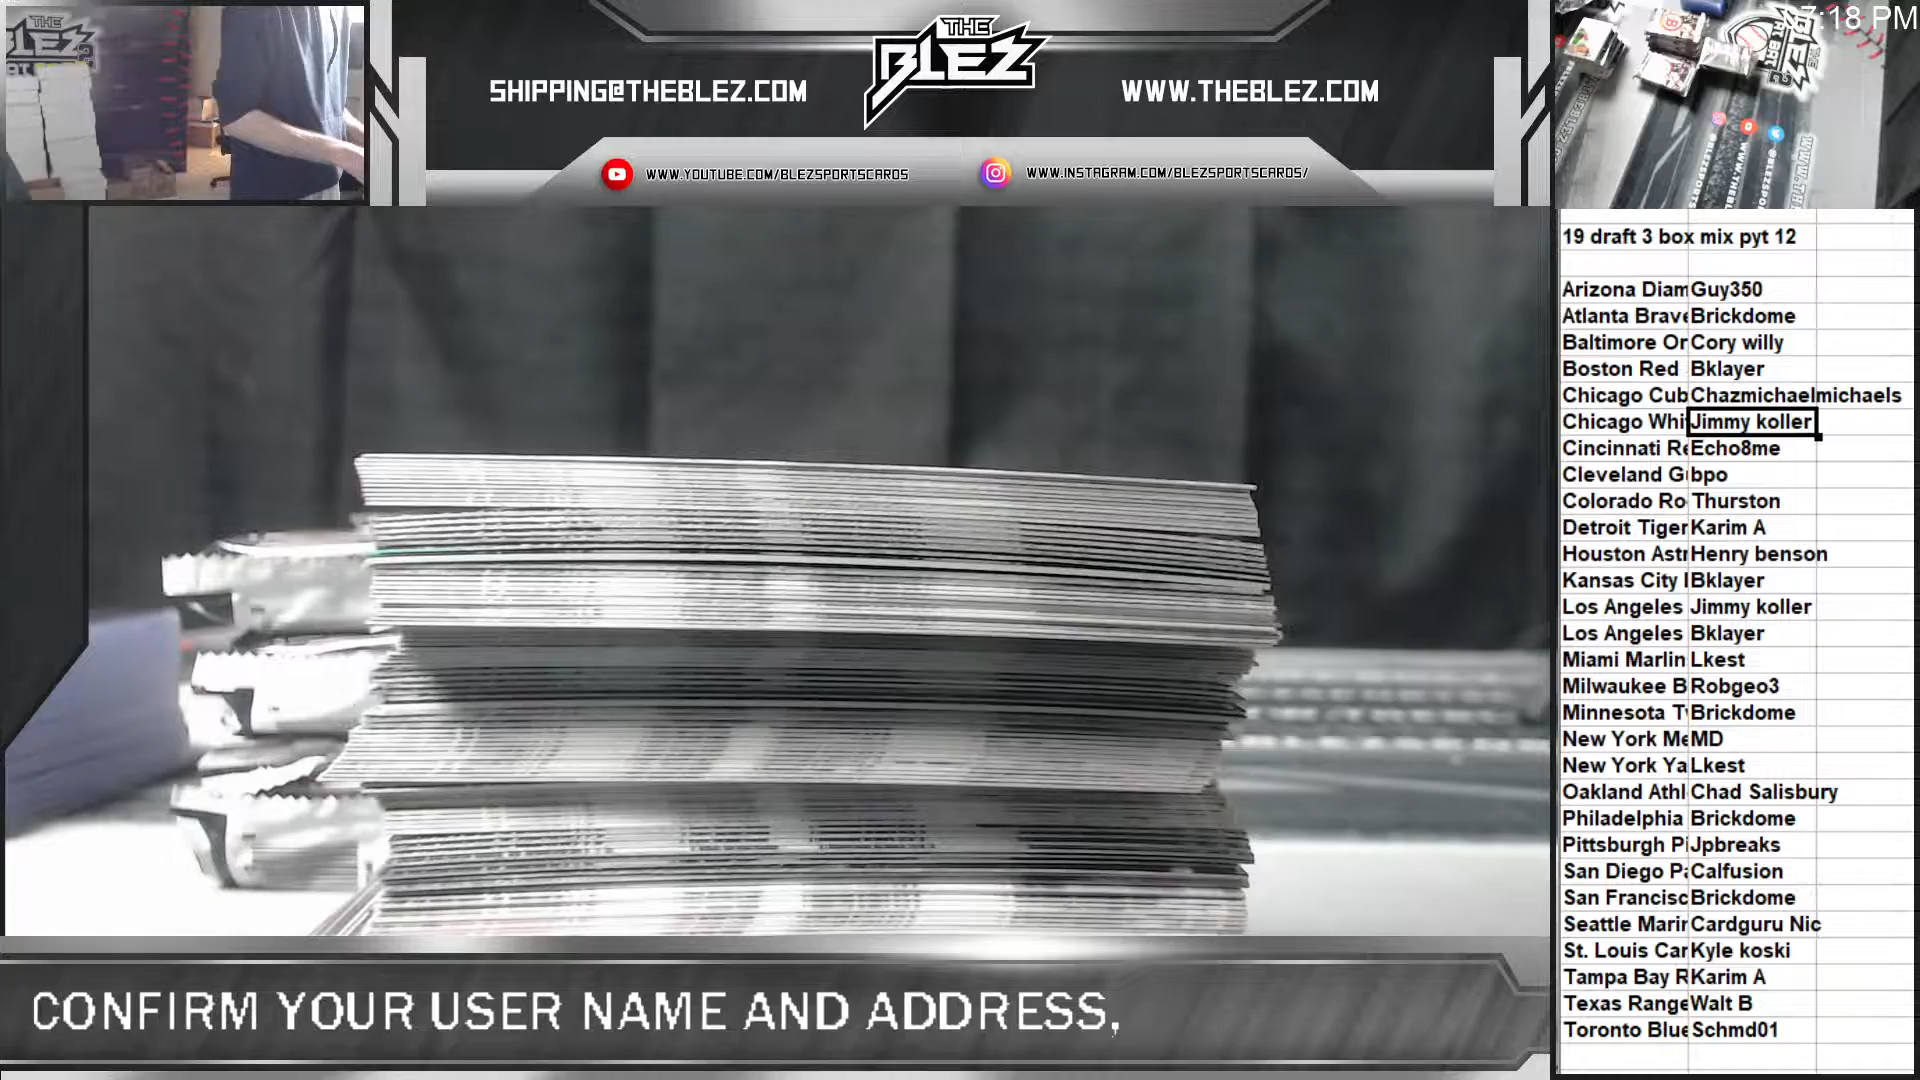 THE
BLEZ
SHIPPING@THEBLEZ.COM
WWW.THEBLEZ.COM
WWW.YOUTUBE.COM/BLEZSPORTSCARDS
WWW.INSTAGRAM.COM/BLEZSPORTSCARDS/
7:18 PM
19 draft 3 box mix pyt 12
Arizona Diam Guy350
Atlanta Brave Brickdome
Baltimore Or Cory willy
Boston Red Bklayer
Chicago Cub Chazmichaelmichaels
Chicago Whi Jimmy koller
Cincinnati Re Echo8me
Cleveland Gu bpo
Colorado Ro Thurston
Detroit Tiger Karim A
Houston Astr Henry benson
Kansas City Bklayer
Los Angeles Jimmy koller
Los Angeles Bklayer
Miami Marlin Lkest
Milwaukee B Robgeo3
Minnesota Tw Brickdome
New York Me MD
New York Ya Lkest
Oakland Athl Chad Salisbury
Philadelphia Brickdome
Pittsburgh Pi Jpbreaks
San Diego Pa Calfusion
San Francisc Brickdome
Seattle Marin Cardguru Nic
St. Louis Car Kyle koski
Tampa Bay R Karim A
Texas Range Walt B
Toronto Blue Schmd01
CONFIRM YOUR USER NAME AND ADDRESS,